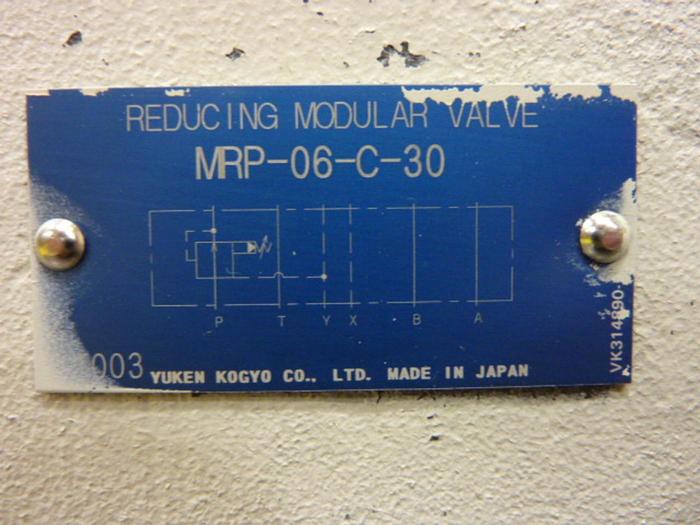 REDUCING MODULAR VALVE
MRP-06-C-30
P T Y X B A
003 YUKEN KOGYO CO., LTD. MADE IN JAPAN